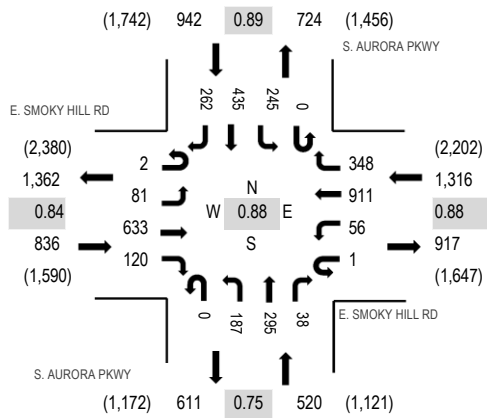 (1,742) 942 0.89 724 (1,456)
S. AURORA PKWY
E. SMOKY HILL RD
262 435 245 0
(2,380)
1,362
0.84
836
(1,590)
2
81
633
120
N
W 0.88 E
S
348
911
56
1
(2,202)
1,316
0.88
917
(1,647)
0 187 295 38
E. SMOKY HILL RD
S. AURORA PKWY
(1,172) 611 0.75 520 (1,121)